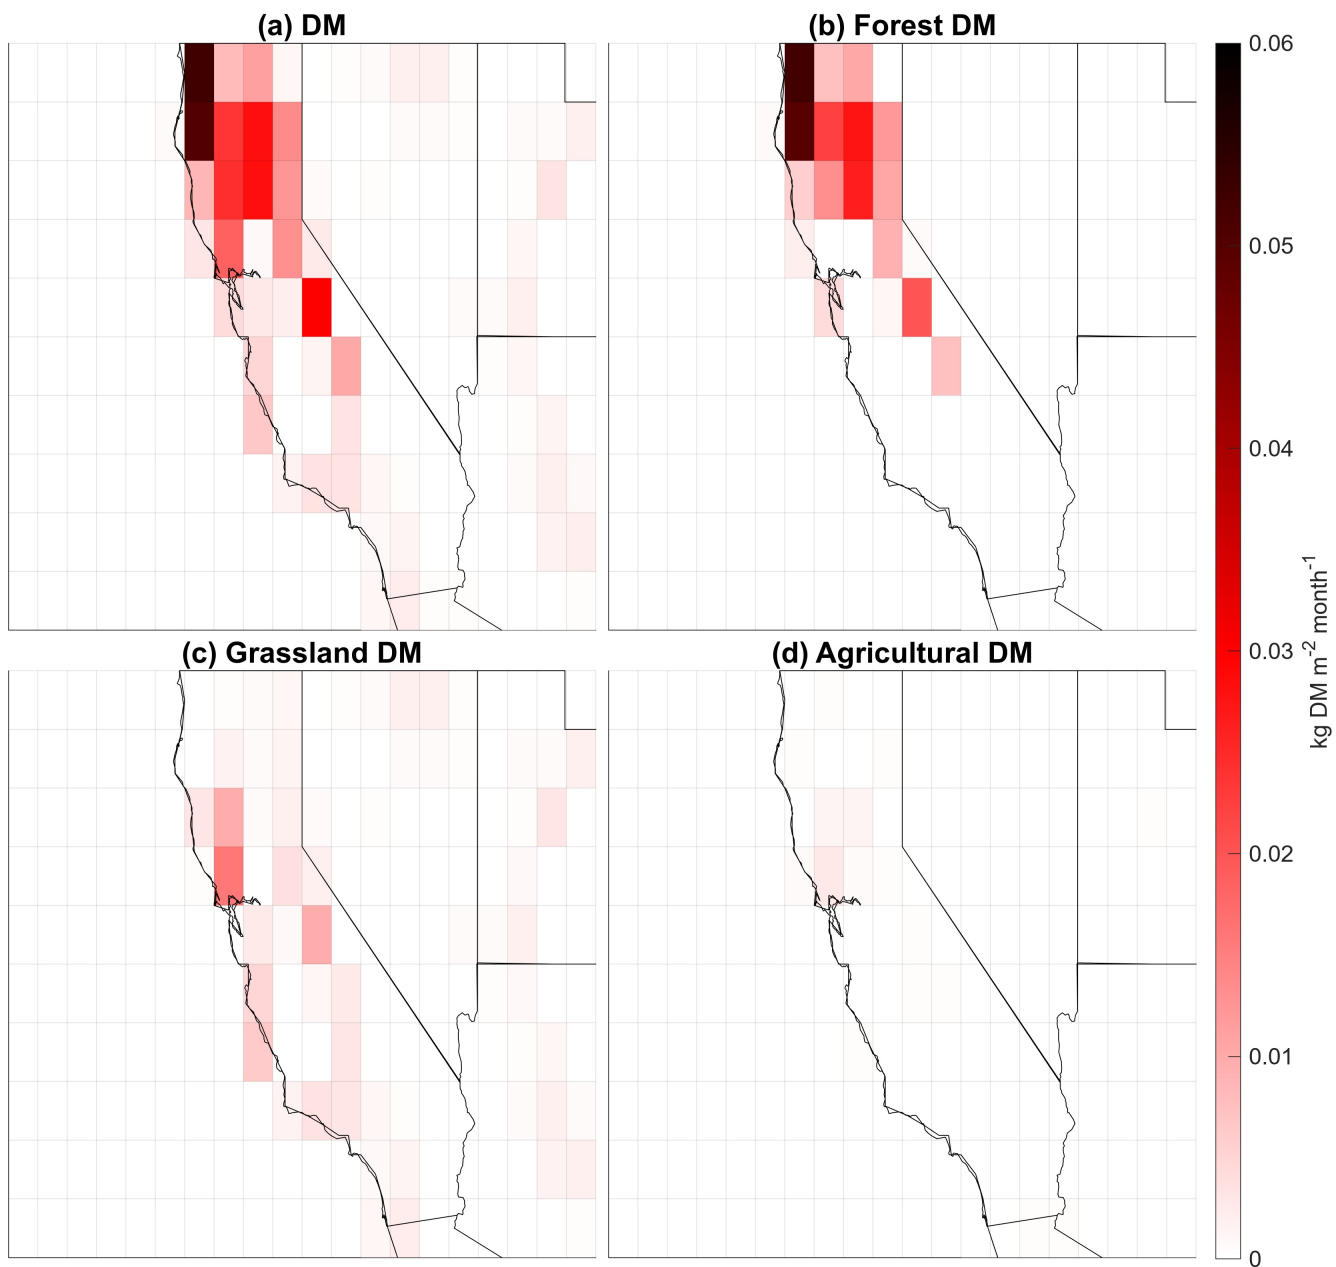 (a) DM
(b) Forest DM
(c) Grassland DM
(d) Agricultural DM
0.06
0.05
0.04
0.03
0.02
0.01
0
kg DM m⁻² month⁻¹